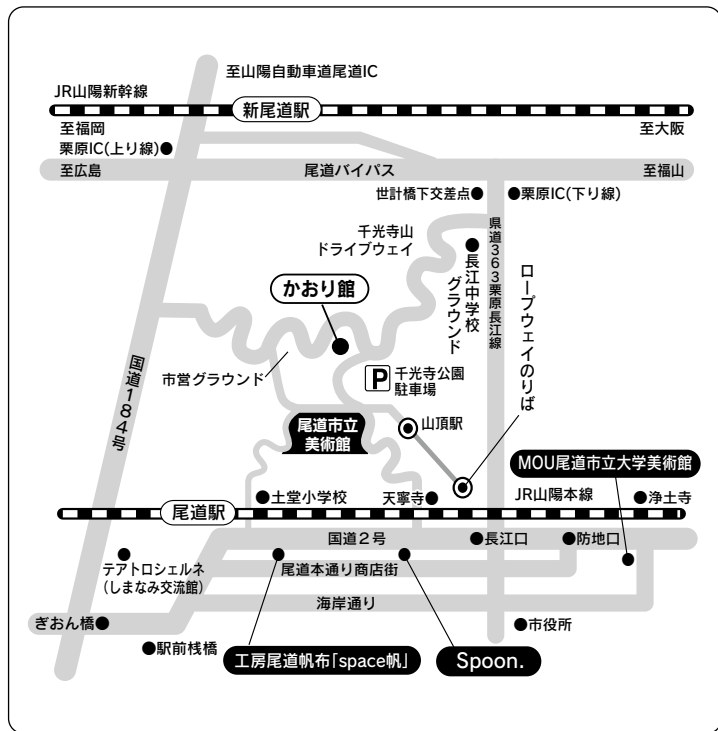 至山陽自動車道尾道IC
JR山陽新幹線
新尾道駅
至福岡
至大阪
栗原IC(上り線)
至広島
尾道バイパス
至福山
世計橋下交差点
栗原IC(下り線)
千光寺山
ドライブウェイ
長江中学校
グラウンド
県道363栗原長江線
ロープウェイのりば
かおり館
国道184号
市営グラウンド
P
千光寺公園
駐車場
尾道市立
美術館
山頂駅
MOU尾道市立大学美術館
土堂小学校
天寧寺
JR山陽本線
浄土寺
尾道駅
国道2号
長江口
防地口
テアトロシェルネ
(しまなみ交流館)
尾道本通り商店街
海岸通り
ぎおん橋
市役所
駅前桟橋
工房尾道帆布「space帆」
Spoon.